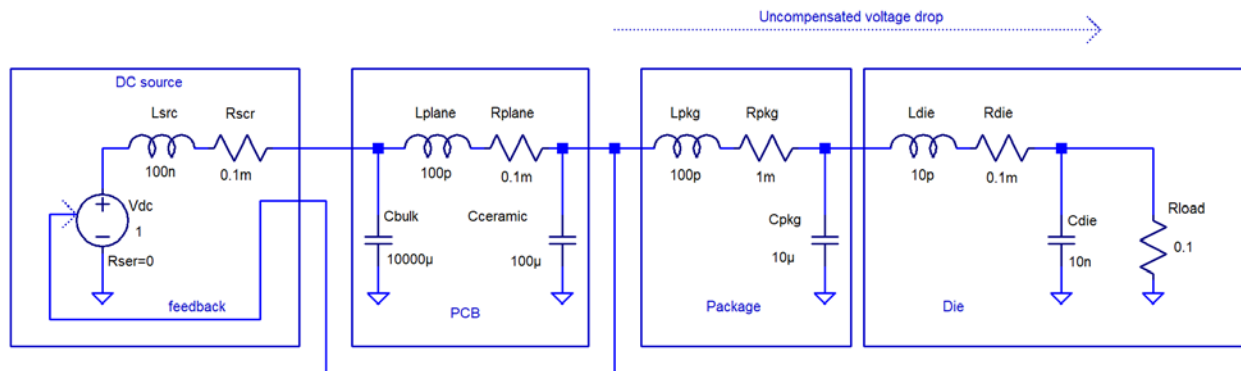 Uncompensated voltage drop
DC source
Lsrc
Rscr
100n
0.1m
Vdc
1
Rser=0
feedback
Lplane
Rplane
100p
0.1m
Cbulk
10000µ
Cceramic
100µ
PCB
Lpkg
Rpkg
100p
1m
Cpkg
10µ
Package
Ldie
Rdie
10p
0.1m
Cdie
10n
Rload
0.1
Die